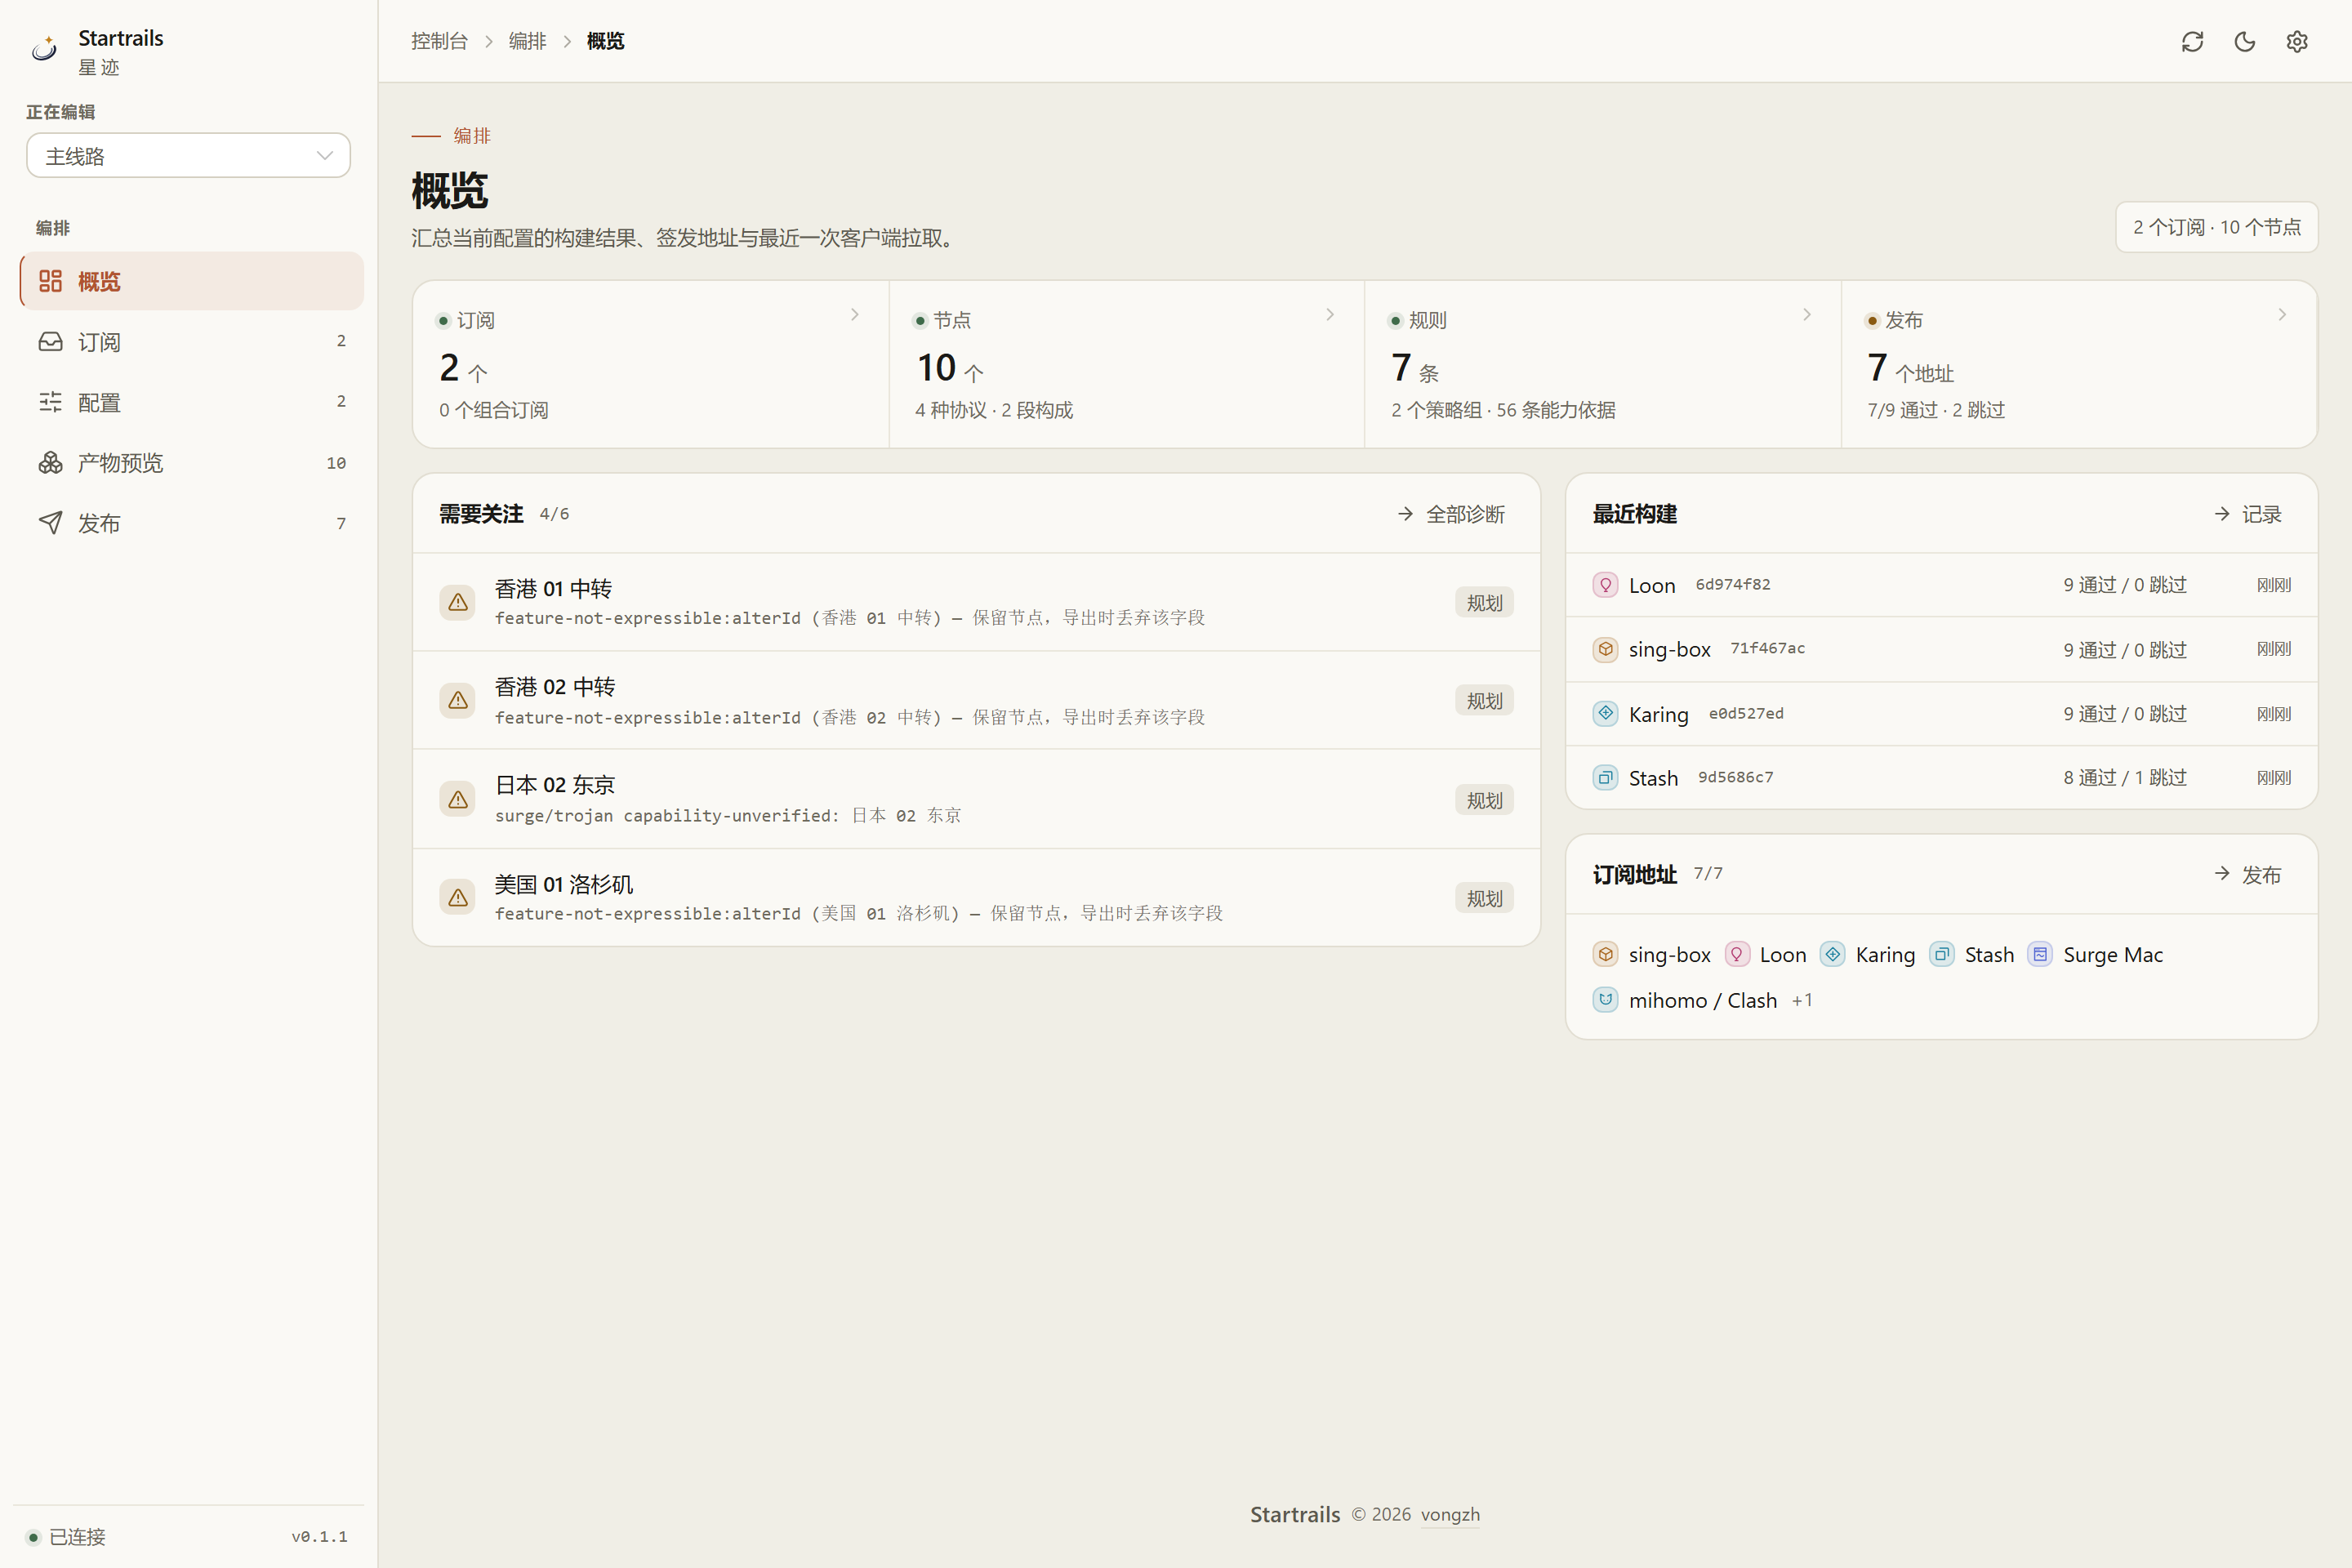 Startrails
星迹
正在编辑
主线路
编排
概览
订阅 2
配置 2
产物预览 10
发布 7
已连接 v0.1.1
控制台 > 编排 > 概览
编排
概览
汇总当前配置的构建结果、签发地址与最近一次客户端拉取。
2 个订阅 · 10 个节点
订阅
2 个
0 个组合订阅
节点
10 个
4 种协议 · 2 段构成
规则
7 条
2 个策略组 · 56 条能力依据
发布
7 个地址
7/9 通过 · 2 跳过
需要关注 4/6 → 全部诊断
香港 01 中转
feature-not-expressible:alterId (香港 01 中转) — 保留节点，导出时丢弃该字段
规划
香港 02 中转
feature-not-expressible:alterId (香港 02 中转) — 保留节点，导出时丢弃该字段
规划
日本 02 东京
surge/trojan capability-unverified: 日本 02 东京
规划
美国 01 洛杉矶
feature-not-expressible:alterId (美国 01 洛杉矶) — 保留节点，导出时丢弃该字段
规划
最近构建 → 记录
Loon 6d974f82 9 通过 / 0 跳过 刚刚
sing-box 71f467ac 9 通过 / 0 跳过 刚刚
Karing e0d527ed 9 通过 / 0 跳过 刚刚
Stash 9d5686c7 8 通过 / 1 跳过 刚刚
订阅地址 7/7 → 发布
sing-box Loon Karing Stash Surge Mac
mihomo / Clash +1
Startrails © 2026 vongzh